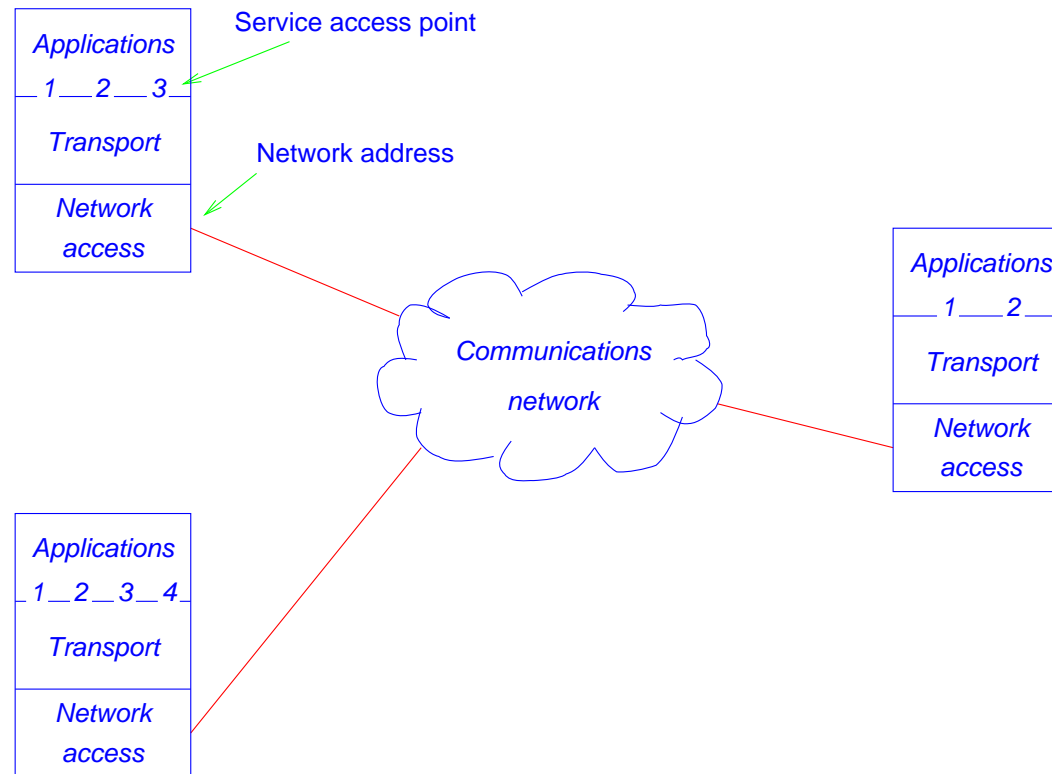 Service access point
Applications
1 2 3
Transport
Network address
Network
access
Applications
1 2
Transport
Network
access
Communications
network
Applications
1 2 3 4
Transport
Network
access